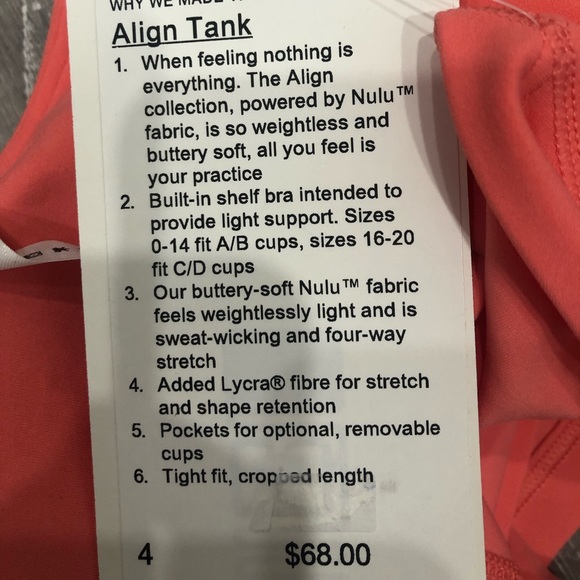 WHY WE MADE
Align Tank
1. When feeling nothing is
everything. The Align
collection, powered by Nulu™
fabric, is so weightless and
buttery soft, all you feel is
your practice
2. Built-in shelf bra intended to
provide light support. Sizes
0-14 fit A/B cups, sizes 16-20
fit C/D cups
3. Our buttery-soft Nulu™ fabric
feels weightlessly light and is
sweat-wicking and four-way
stretch
4. Added Lycra® fibre for stretch
and shape retention
5. Pockets for optional, removable
cups
6. Tight fit, cropped length
4 $68.00